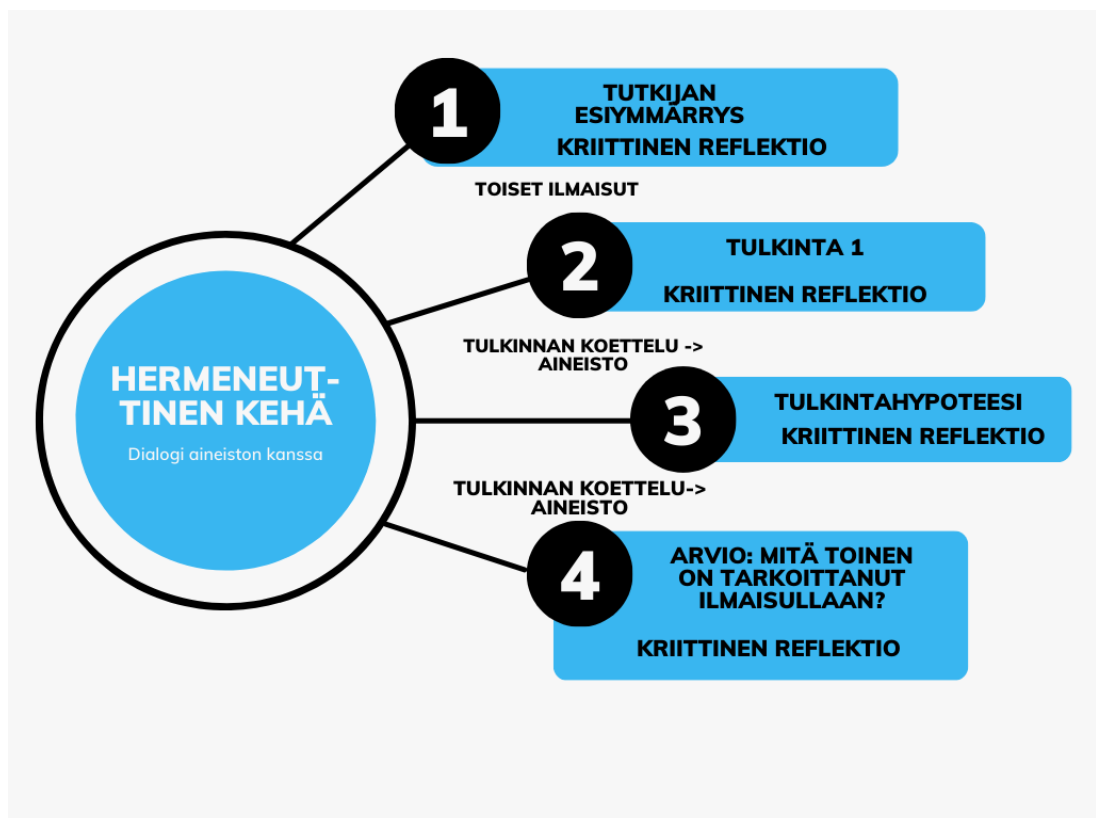 1
TUTKIJAN
ESIYMMÄRRYS
KRIITTINEN REFLEKTIO
TOISET ILMAISUT
2
TULKINTA 1
KRIITTINEN REFLEKTIO
TULKINNAN KOETTELU ->
AINEISTO
HERMENEUT-
TINEN KEHÄ
Dialogi aineiston kanssa
3
TULKINTAHYPOTEESI
KRIITTINEN REFLEKTIO
TULKINNAN KOETTELU->
AINEISTO
4
ARVIO: MITÄ TOINEN
ON TARKOITTANUT
ILMAISULLAAN?
KRIITTINEN REFLEKTIO